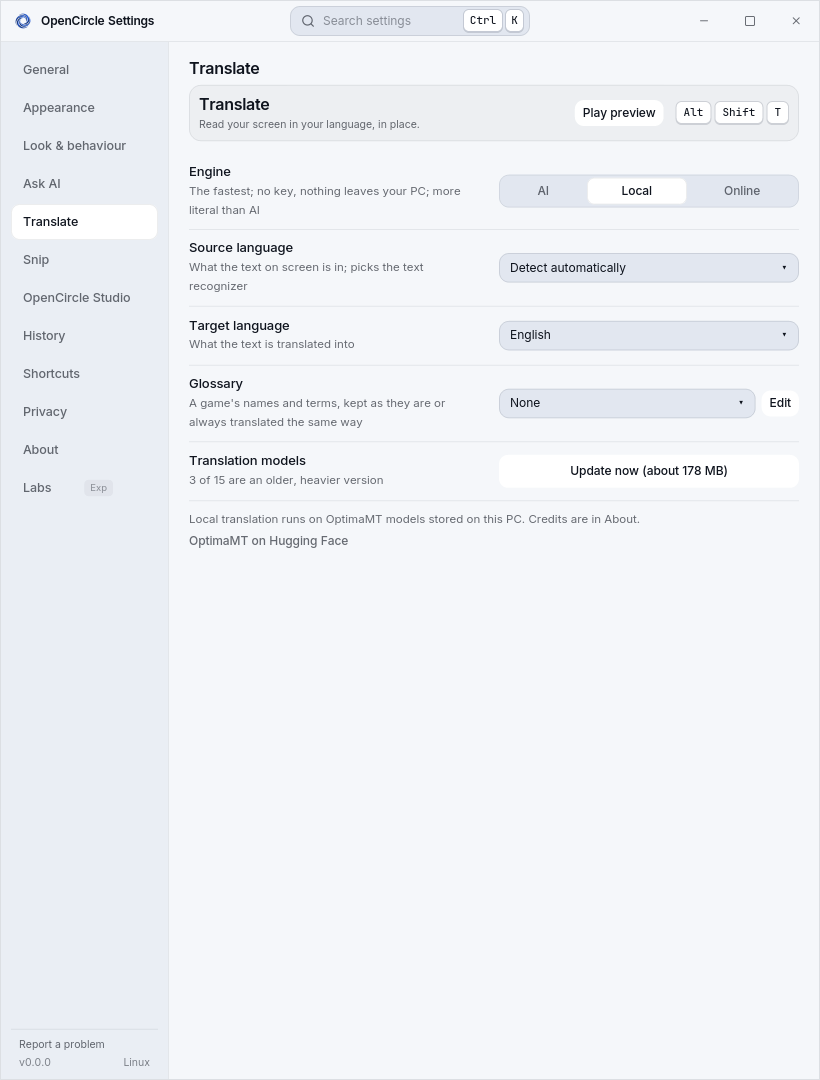 OpenCircle Settings
Search settings
Ctrl K
General
Appearance
Look & behaviour
Ask AI
Translate
Snip
OpenCircle Studio
History
Shortcuts
Privacy
About
Labs Exp
Report a problem
v0.0.0 Linux
Translate
Translate
Read your screen in your language, in place.
Play preview Alt Shift T
Engine
The fastest; no key, nothing leaves your PC; more
literal than AI
AI Local Online
Source language
What the text on screen is in; picks the text
recognizer
Detect automatically
Target language
What the text is translated into
English
Glossary
A game's names and terms, kept as they are or
always translated the same way
None Edit
Translation models
3 of 15 are an older, heavier version
Update now (about 178 MB)
Local translation runs on OptimaMT models stored on this PC. Credits are in About.
OptimaMT on Hugging Face